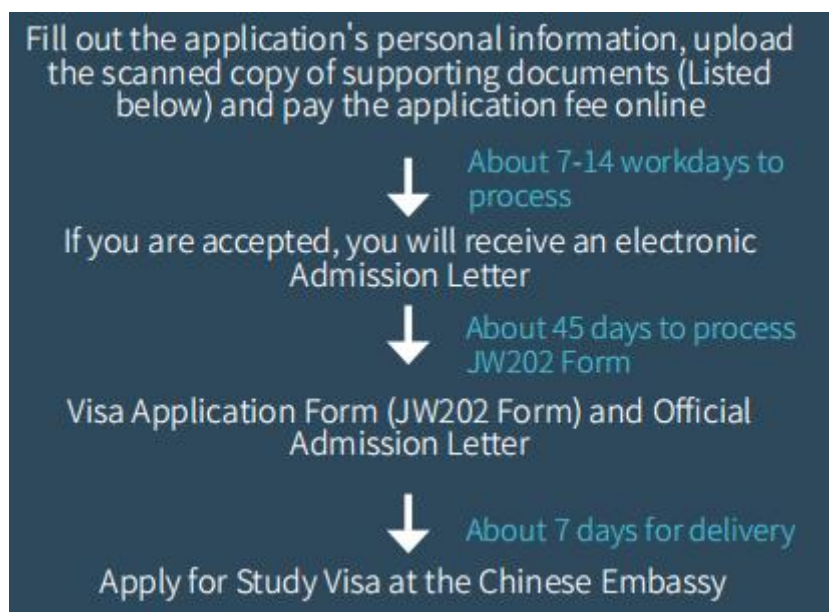 Fill out the application's personal information, upload
the scanned copy of supporting documents (Listed
below) and pay the application fee online
About 7-14 workdays to
process
If you are accepted, you will receive an electronic
Admission Letter
About 45 days to process
JW202 Form
Visa Application Form (JW202 Form) and Official
Admission Letter
About 7 days for delivery
Apply for Study Visa at the Chinese Embassy